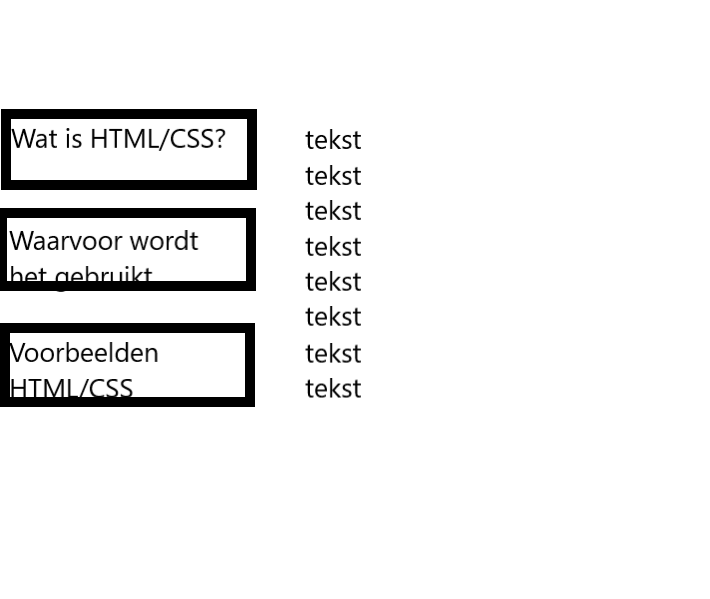 Wat is HTML/CSS?
Waarvoor wordt
het gebruikt
Voorbeelden
HTML/CSS
tekst
tekst
tekst
tekst
tekst
tekst
tekst
tekst